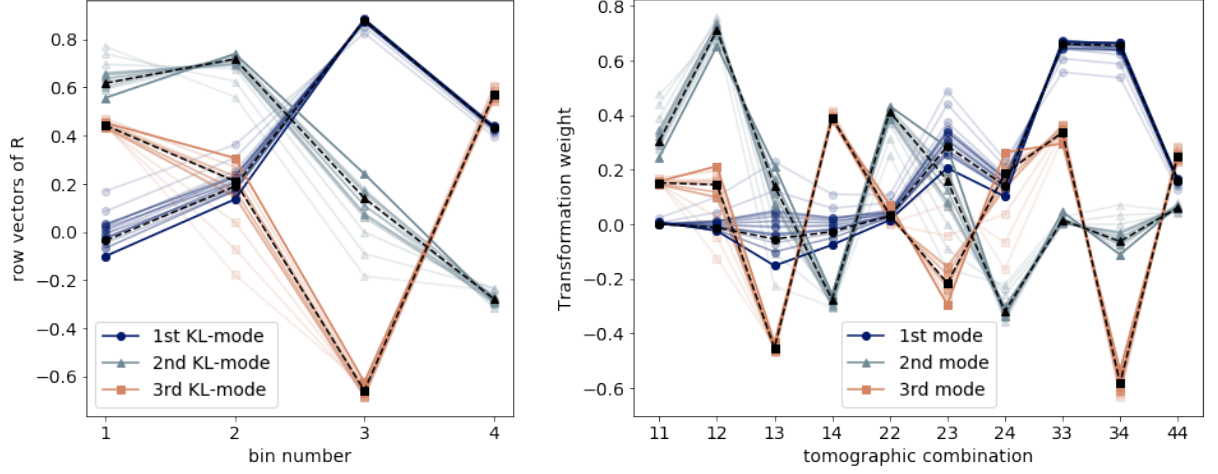 row vectors of R
0.8
0.6
0.4
0.2
0.0
−0.2
−0.4
−0.6
1st KL-mode
2nd KL-mode
3rd KL-mode
1 2 3 4
bin number
Transformation weight
0.8
0.6
0.4
0.2
0.0
−0.2
−0.4
−0.6
1st mode
2nd mode
3rd mode
11 12 13 14 22 23 24 33 34 44
tomographic combination